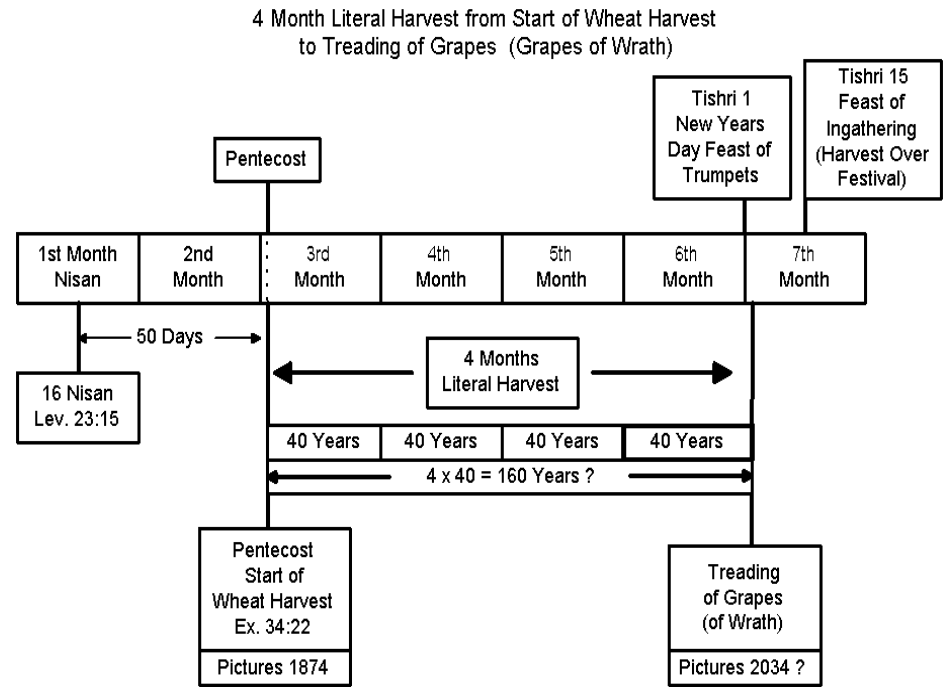 4 Month Literal Harvest from Start of Wheat Harvest
to Treading of Grapes (Grapes of Wrath)
Tishri 1
New Years
Day Feast of
Trumpets
Tishri 15
Feast of
Ingathering
(Harvest Over
Festival)
Pentecost
1st Month
Nisan
2nd
Month
3rd
Month
4th
Month
5th
Month
6th
Month
7th
Month
50 Days
16 Nisan
Lev. 23:15
4 Months
Literal Harvest
40 Years
40 Years
40 Years
40 Years
4 x 40 = 160 Years ?
Pentecost
Start of
Wheat Harvest
Ex. 34:22
Pictures 1874
Treading
of Grapes
(of Wrath)
Pictures 2034 ?